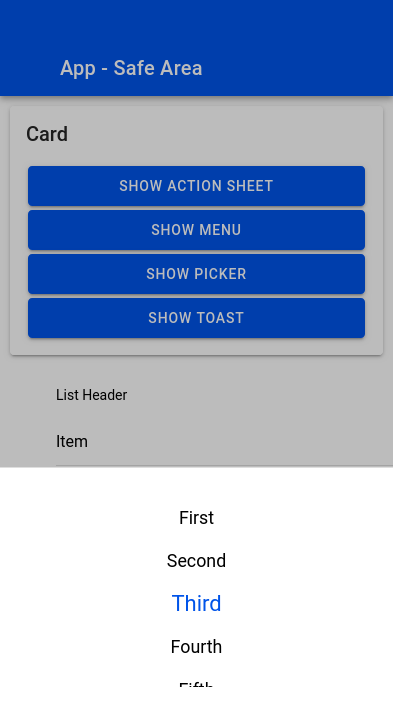 App - Safe Area
Card
SHOW ACTION SHEET
SHOW MENU
SHOW PICKER
SHOW TOAST
List Header
Item
First
Second
Third
Fourth
Fifth